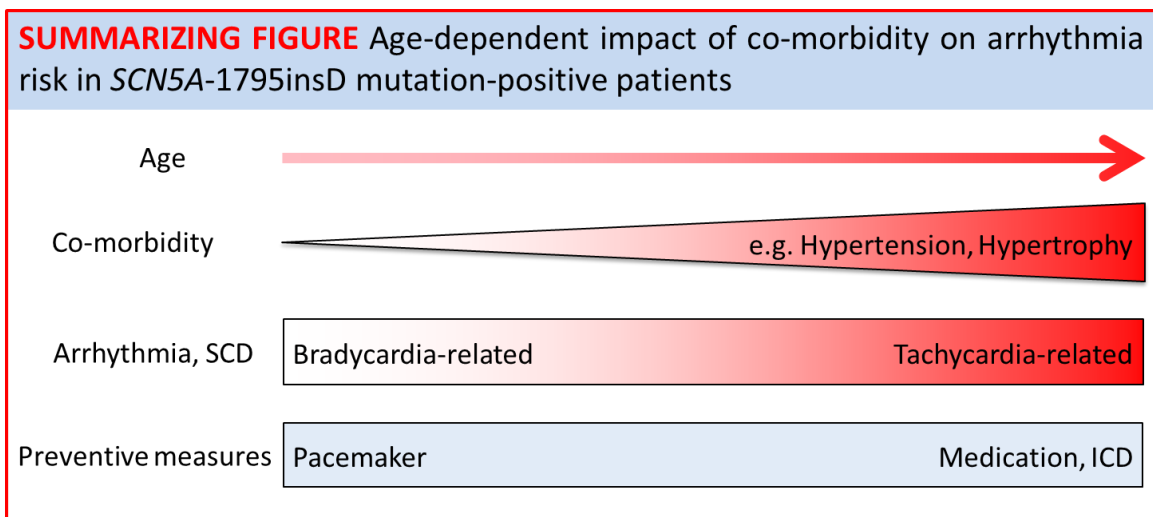 SUMMARIZING FIGURE Age-dependent impact of co-morbidity on arrhythmia
risk in SCN5A-1795insD mutation-positive patients
Age
Co-morbidity
e.g. Hypertension, Hypertrophy
Arrhythmia, SCD
Bradycardia-related
Tachycardia-related
Preventive measures
Pacemaker
Medication, ICD